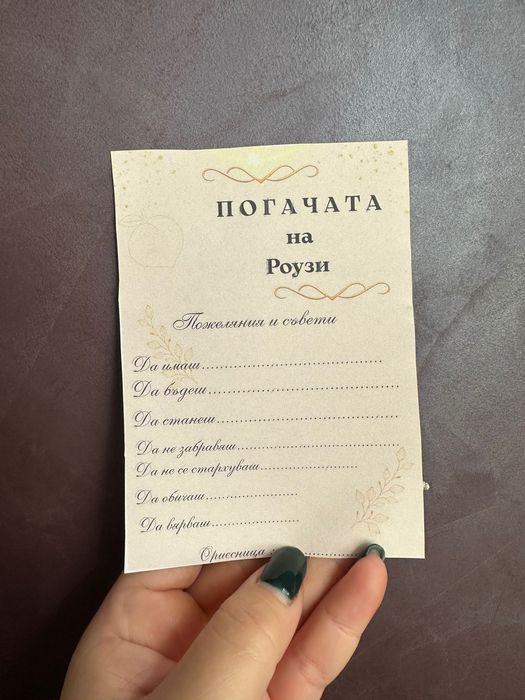 ПОГАЧАТА
на
Роузи
Пожелания и съвети
Да имаш.......................................
Да бъдеш..........................................
Да станеш........................................
Да не забравяш.....................................
Да не се страхуваш......................
Да обичаш.....................
Да вярваш....................
Орисница :....................